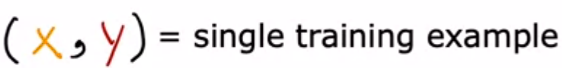 (x, y) = single training example